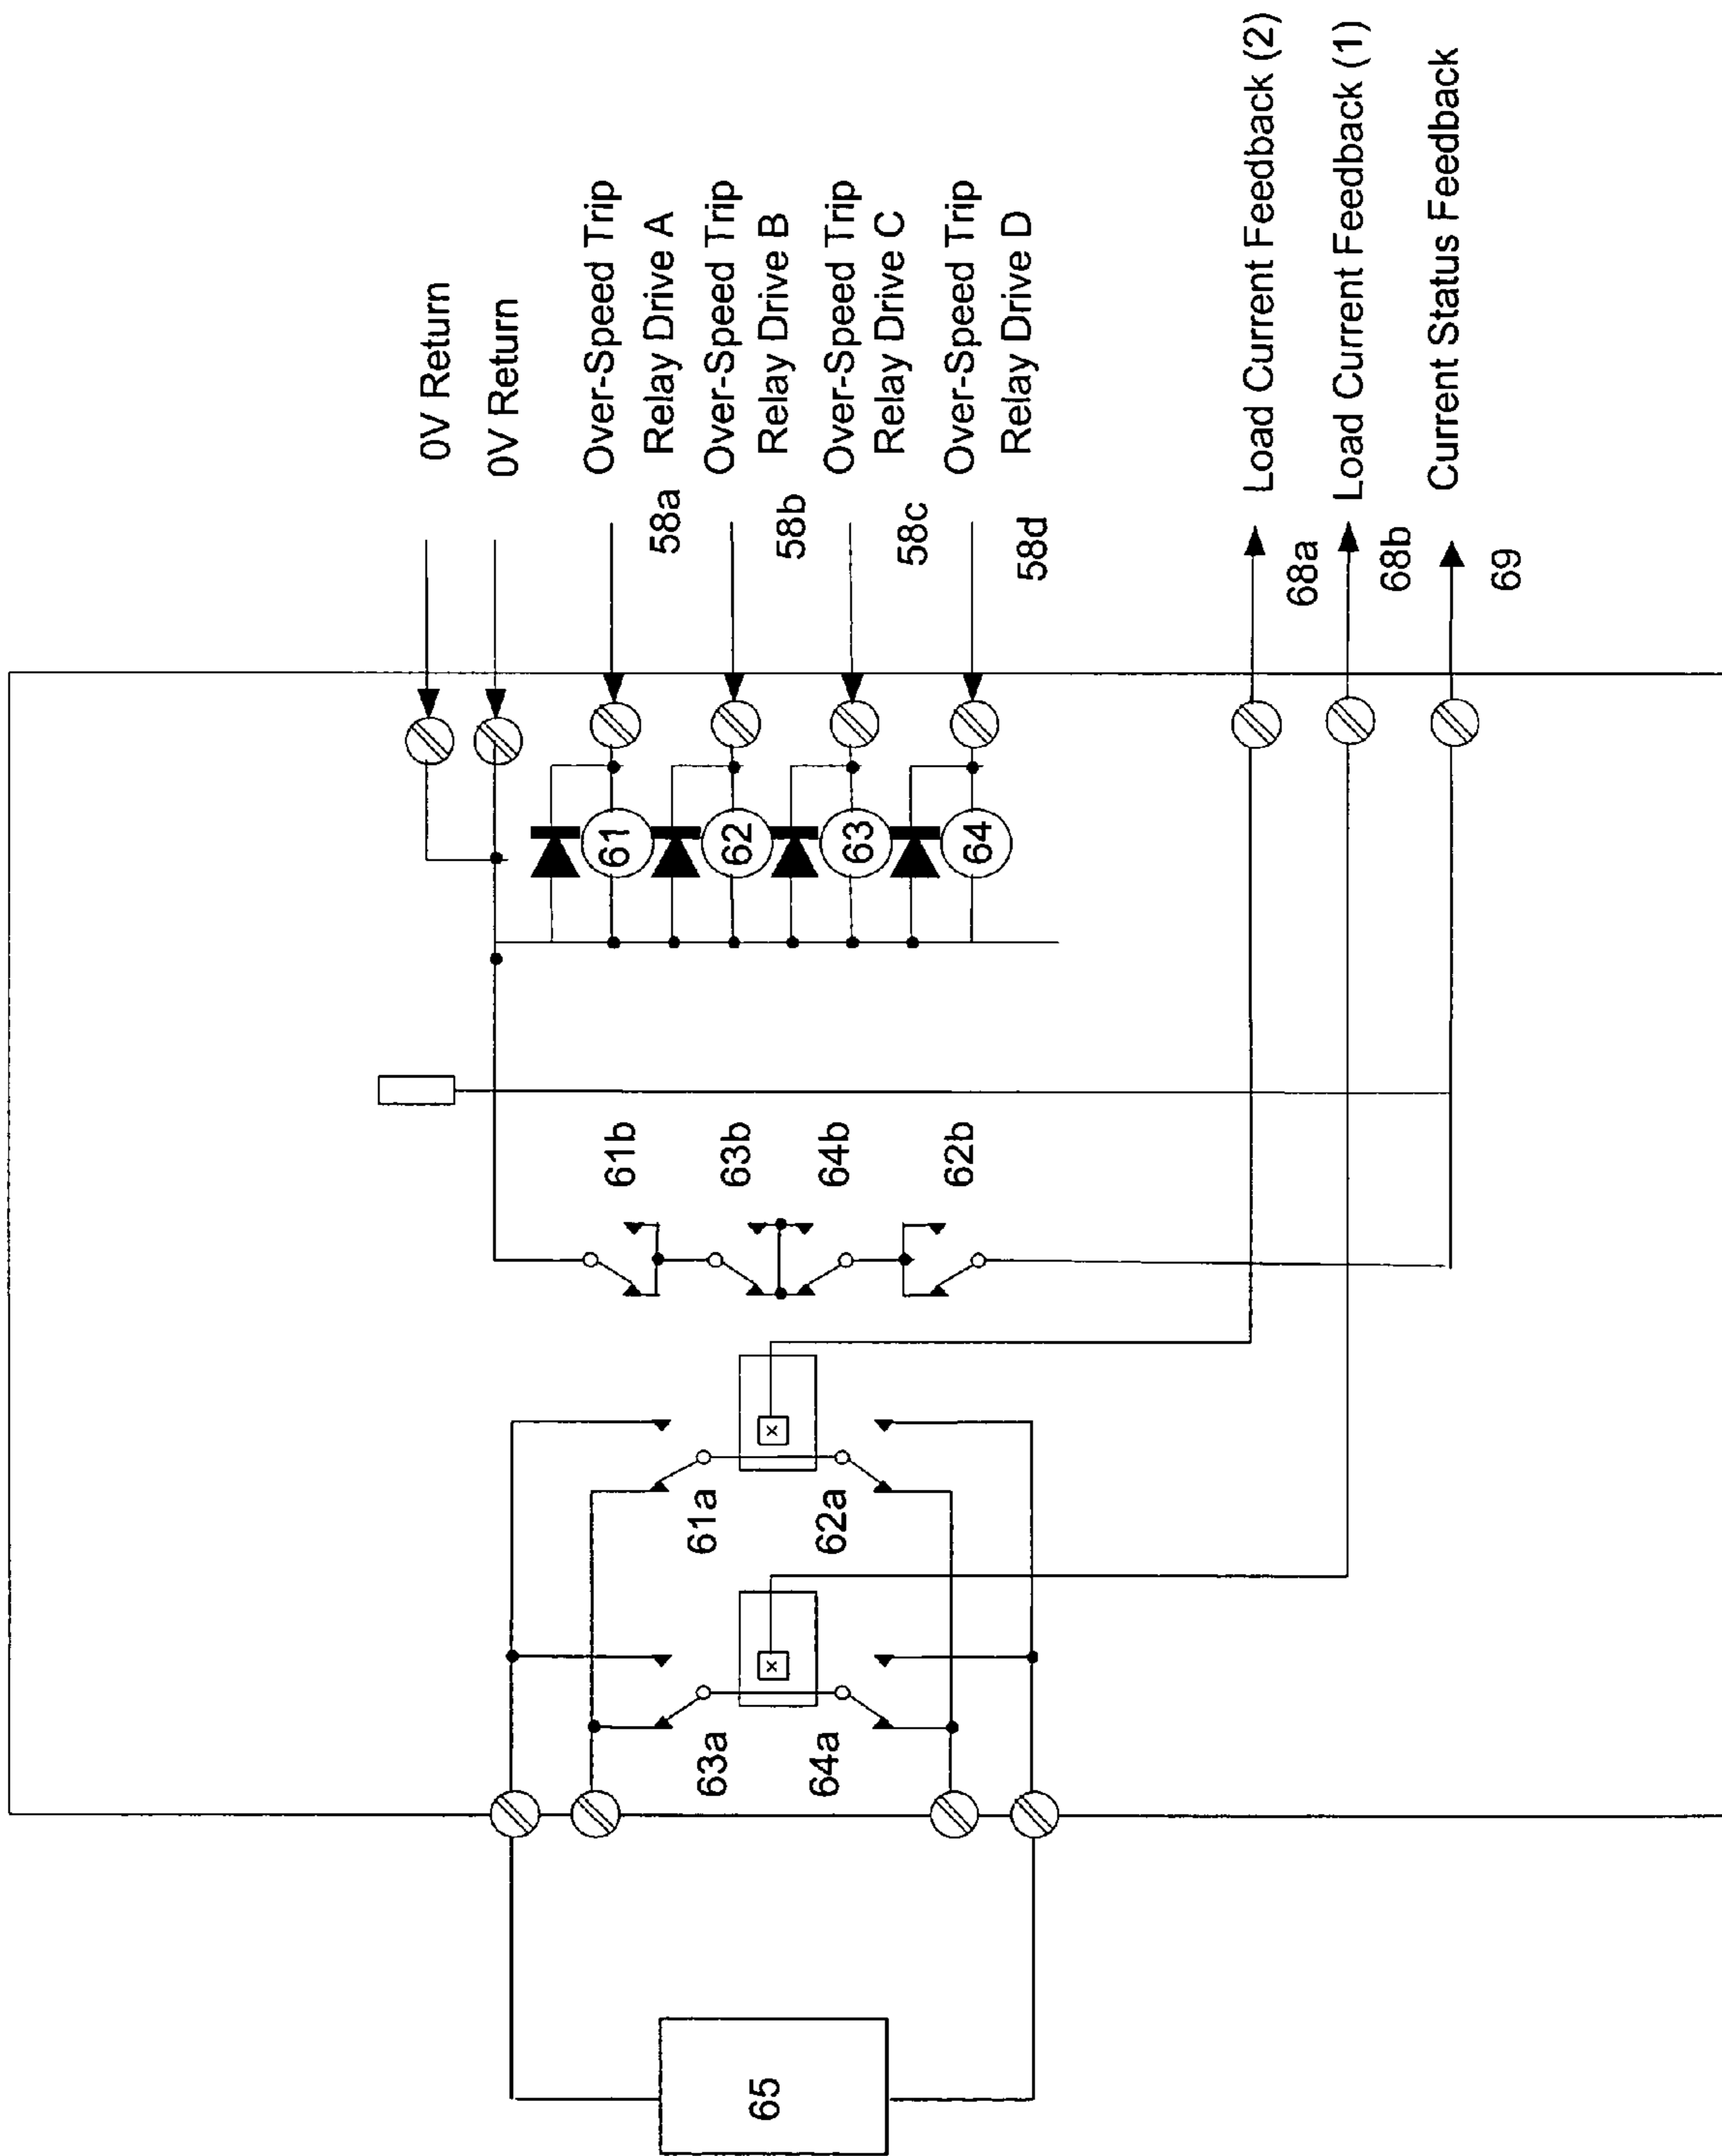 0V Return
0V Return
Over-Speed Trip
Relay Drive A
58a
Over-Speed Trip
Relay Drive B
58b
Over-Speed Trip
Relay Drive C
58c
Over-Speed Trip
Relay Drive D
58d
Load Current Feedback (2)
68a
Load Current Feedback (1)
68b
Current Status Feedback
69
61
62
63
64
61b
63b
64b
62b
61a
62a
63a
64a
x
x
65